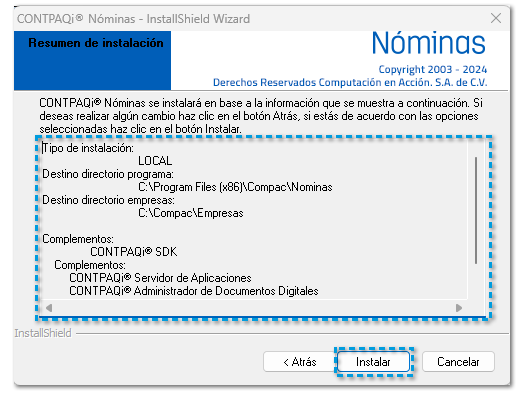 CONTPAQi® Nóminas - InstallShield Wizard
Resumen de instalación
Nóminas
Copyright 2003 - 2024
Derechos Reservados Computación en Acción. S.A. de C.V.
CONTPAQi® Nóminas se instalará en base a la información que se muestra a continuación. Si
deseas realizar algún cambio haz clic en el botón Atrás, si estás de acuerdo con las opciones
seleccionadas haz clic en el botón Instalar.
Tipo de instalación:
LOCAL
Destino directorio programa:
C:\Program Files (x86)\Compac\Nominas
Destino directorio empresas:
C:\Compac\Empresas
Complementos:
CONTPAQi® SDK
Complementos:
CONTPAQi® Servidor de Aplicaciones
CONTPAQi® Administrador de Documentos Digitales
InstallShield
< Atrás
Instalar
Cancelar